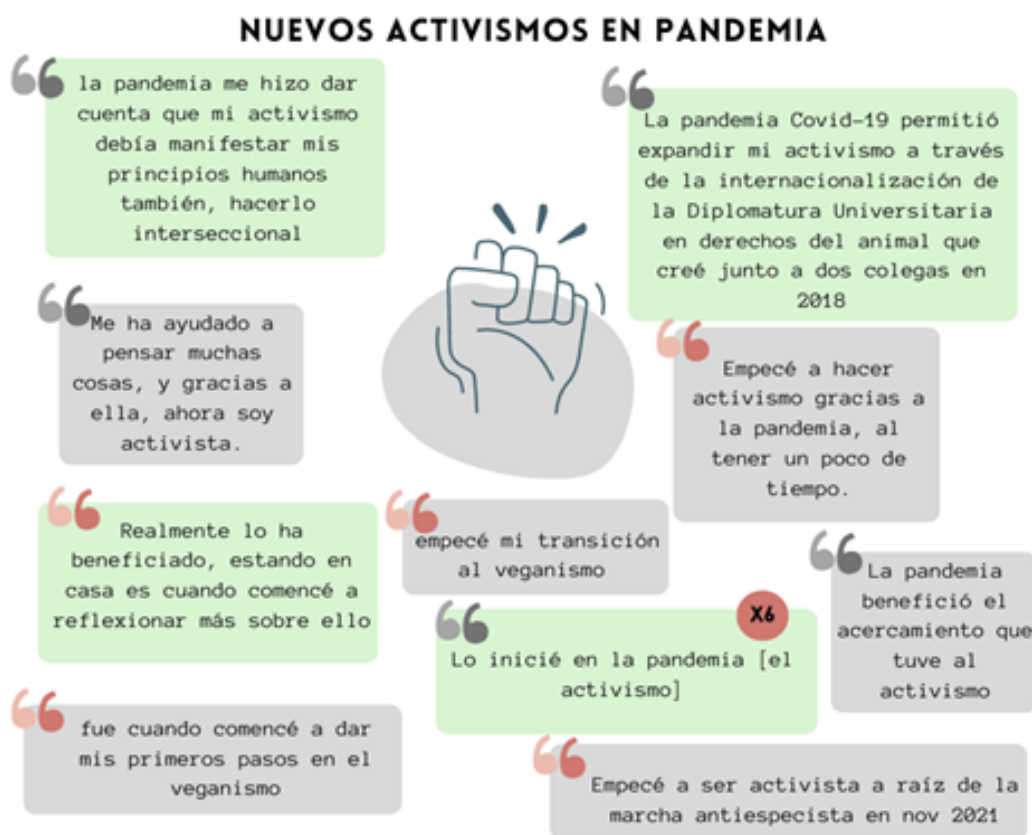 NUEVOS ACTIVISMOS EN PANDEMIA
la pandemia me hizo dar
cuenta que mi activismo
debía manifestar mis
principios humanos
también, hacerlo
interseccional
La pandemia Covid-19 permitió
expandir mi activismo a través
de la internacionalización de
la Diplomatura Universitaria
en derechos del animal que
creé junto a dos colegas en
2018
Me ha ayudado a
pensar muchas
cosas, y gracias a
ella, ahora soy
activista.
Empecé a hacer
activismo gracias a
la pandemia, al
tener un poco de
tiempo.
Realmente lo ha
beneficiado, estando en
casa es cuando comencé a
reflexionar más sobre ello
empecé mi transición
al veganismo
La pandemia
benefició el
acercamiento que
tuve al
activismo
X6
Lo inicié en la pandemia [el
activismo]
fue cuando comencé a dar
mis primeros pasos en el
veganismo
Empecé a ser activista a raíz de la
marcha antiespecista en nov 2021